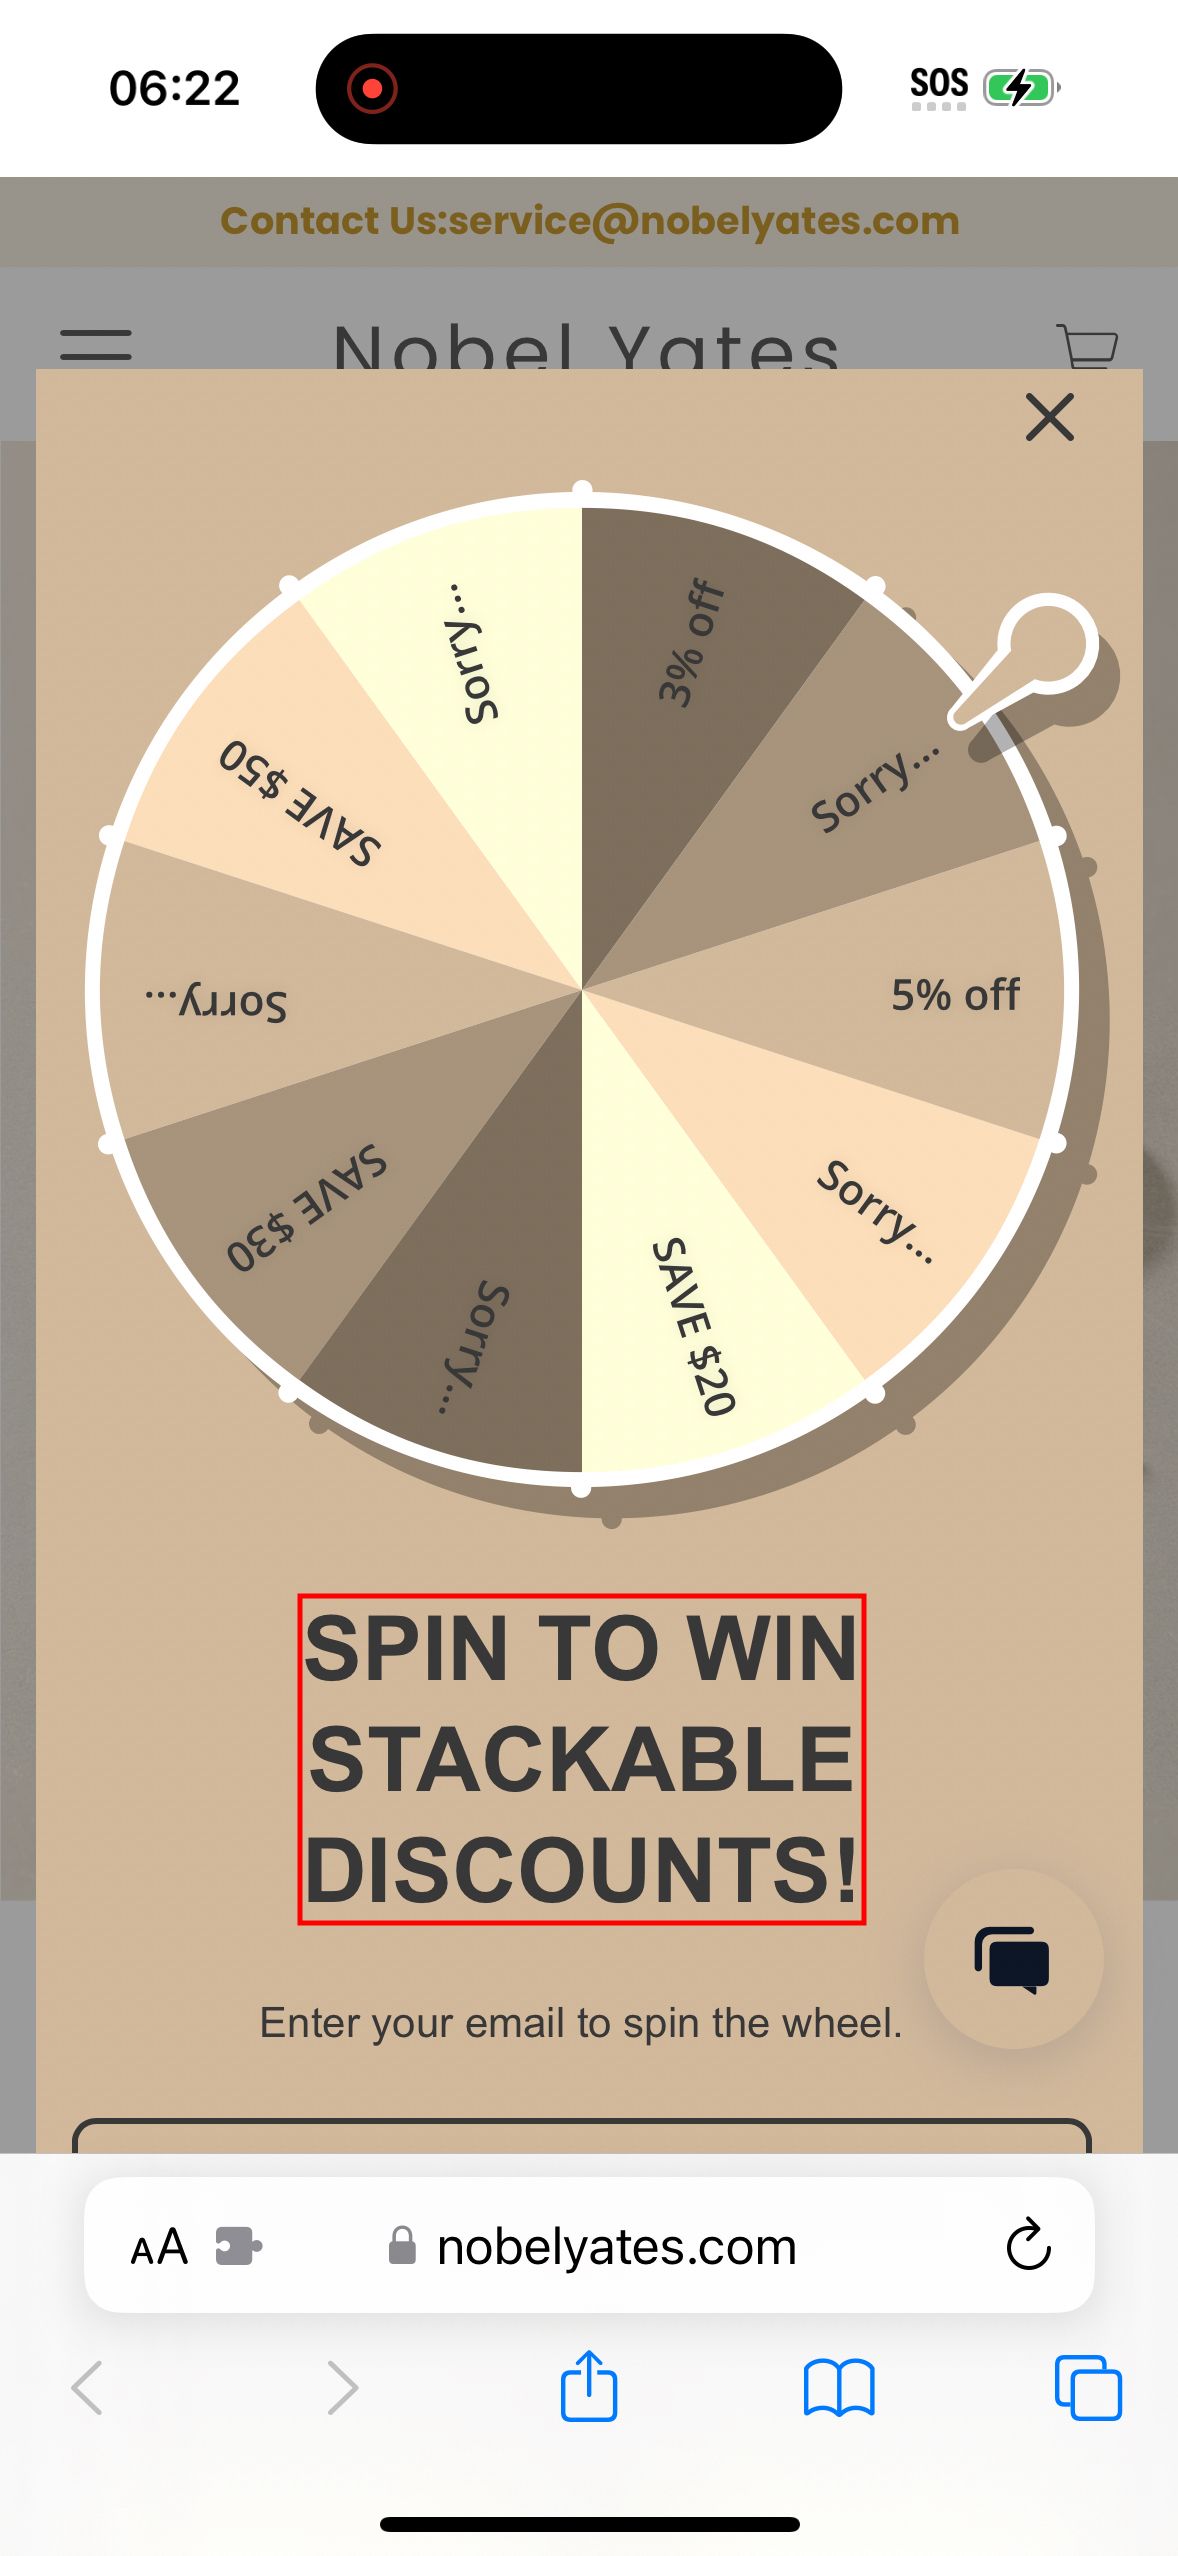 06:22
SOS
Contact Us:service@nobelyates.com
Nobel Yates
Sorry...
3% off
SAVE $50
Sorry...
Sorry...
5% off
SAVE $30
Sorry...
Sorry...
SAVE $20
SPIN TO WIN
STACKABLE
DISCOUNTS!
Enter your email to spin the wheel.
AA
nobelyates.com